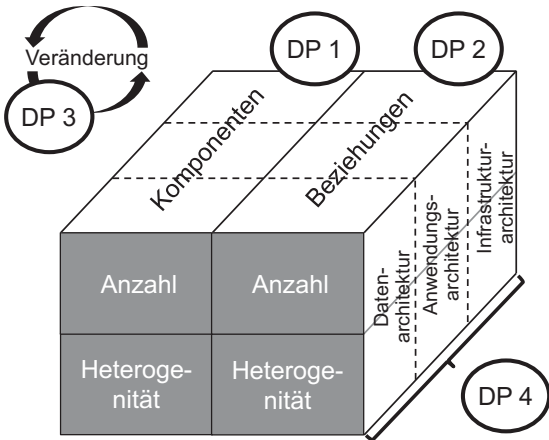 DP 1
DP 2
Veränderung
DP 3
Komponenten
Beziehungen
Daten-
architektur
Anwendungs-
architektur
Infrastruktur-
architektur
Anzahl
Anzahl
Heteroge-
nität
Heteroge-
nität
DP 4